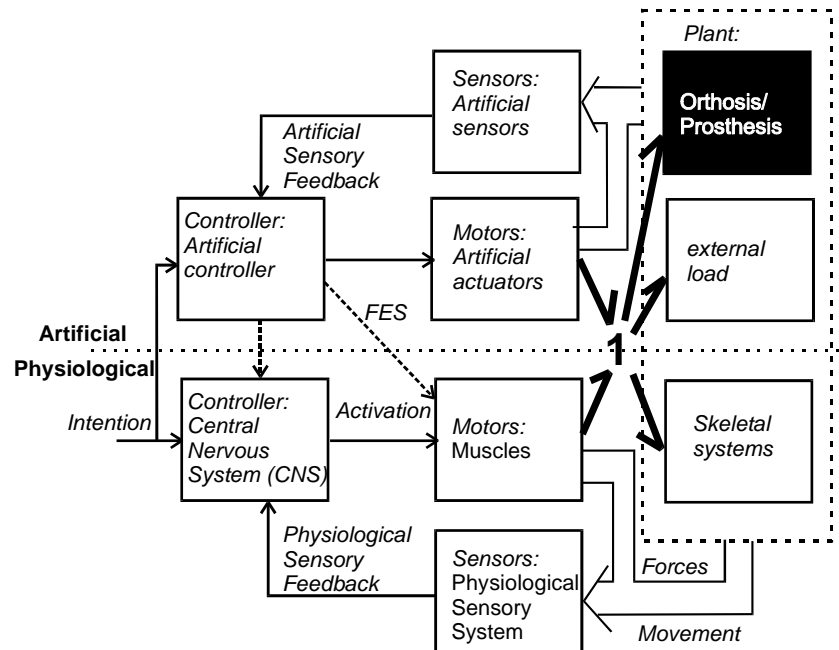 Plant:
Sensors:
Artificial
sensors
Orthosis/
Prosthesis
Artificial
Sensory
Feedback
Controller:
Artificial
controller
Motors:
Artificial
actuators
external
load
FES
Artificial
1
Physiological
Intention
Controller:
Central
Nervous
System (CNS)
Activation
Motors:
Muscles
Skeletal
systems
Physiological
Sensory
Feedback
Sensors:
Physiological
Sensory
System
Forces
Movement